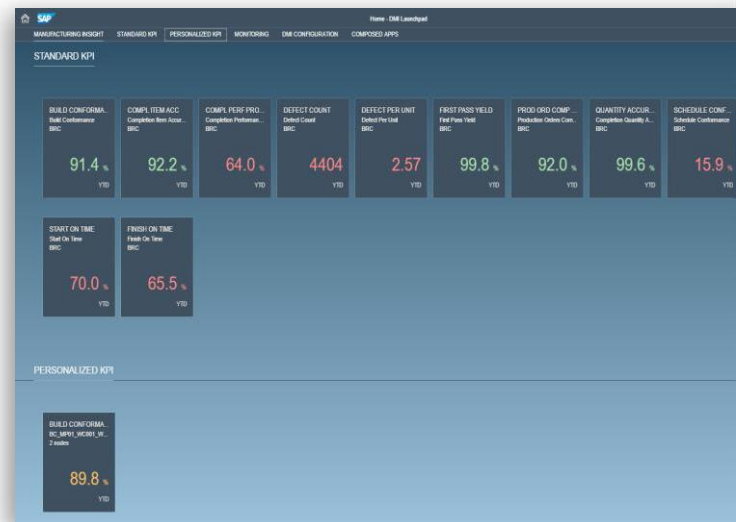 SAP
Home - DMI Launchpad
MANUFACTURING INSIGHT STANDARD KPI PERSONALIZED KPI MONITORING DMI CONFIGURATION COMPOSED APPS
STANDARD KPI
BUILD CONFORMA...
Build Conformance
BRC
91.4 %
YTD
COMPL ITEM ACC
Completion Item Accur...
BRC
92.2 %
YTD
COMPL PERF PRO...
Completion Performan...
BRC
64.0 %
YTD
DEFECT COUNT
Defect Count
BRC
4404
YTD
DEFECT PER UNIT
Defect Per Unit
BRC
2.57
YTD
FIRST PASS YIELD
First Pass Yield
BRC
99.8 %
YTD
PROD ORD COMP ...
Production Orders Com...
BRC
92.0 %
YTD
QUANTITY ACCUR...
Completion Quantity A...
BRC
99.6 %
YTD
SCHEDULE CONF...
Schedule Conformance
BRC
15.9 %
YTD
START ON TIME
Start On Time
BRC
70.0 %
YTD
FINISH ON TIME
Finish On Time
BRC
65.5 %
YTD
PERSONALIZED KPI
BUILD CONFORMA...
BC_MP01_WC001_W...
2 nodes
89.8 %
YTD